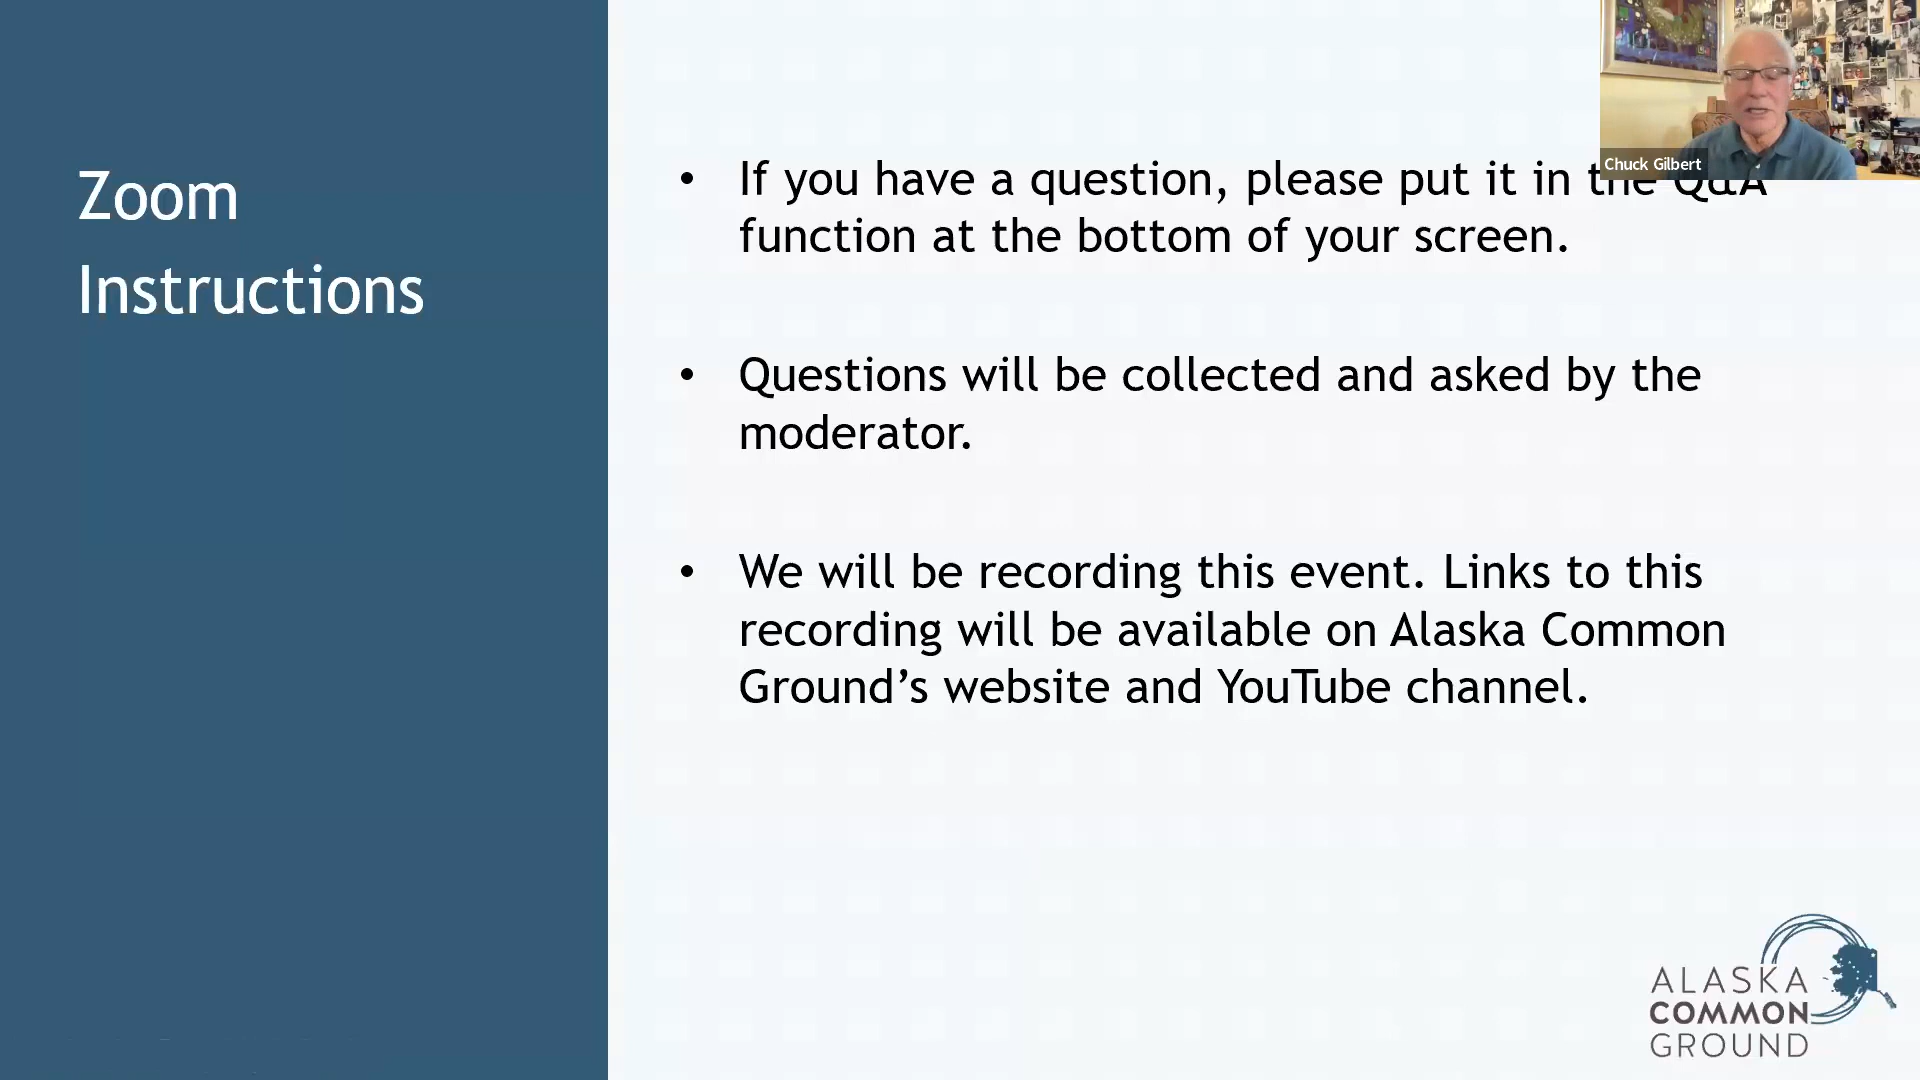 Zoom
Instructions
• If you have a question, please put it in the Q&A
function at the bottom of your screen.
• Questions will be collected and asked by the
moderator.
• We will be recording this event. Links to this
recording will be available on Alaska Common
Ground’s website and YouTube channel.
Chuck Gilbert
ALASKA
COMMON
GROUND